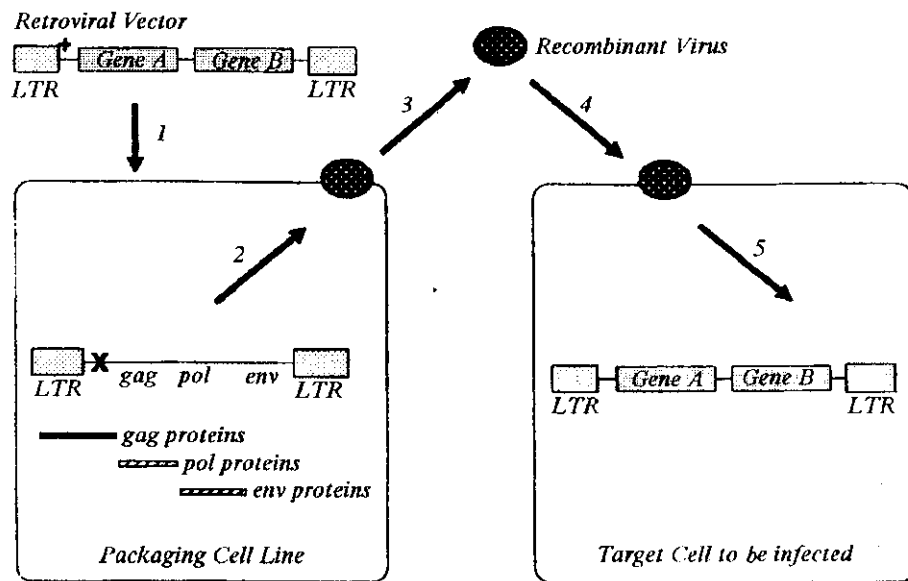 Retroviral Vector
+
Gene A Gene B
LTR LTR
1
3
Recombinant Virus
4
2
5
X
gag pol env
LTR LTR
gag proteins
pol proteins
env proteins
Packaging Cell Line
Gene A Gene B
LTR LTR
Target Cell to be infected